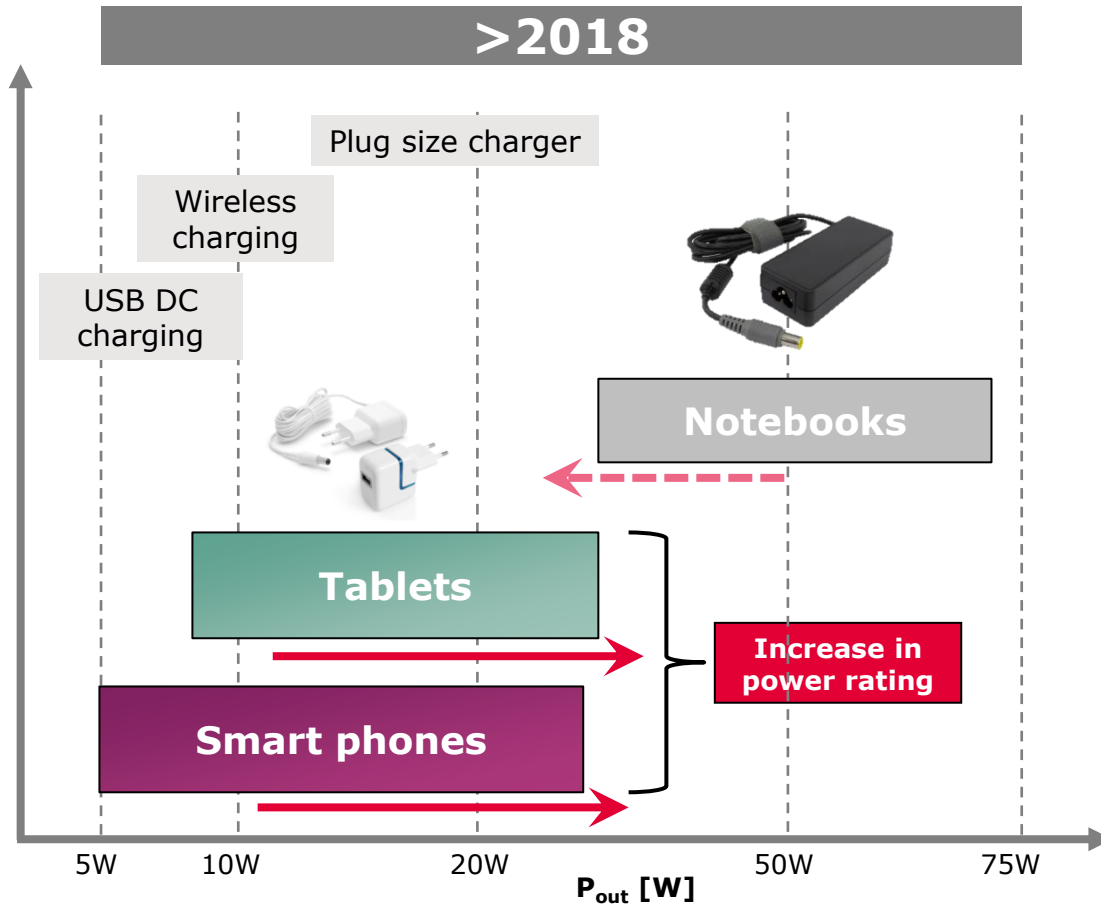 >2018
Plug size charger
Wireless
charging
USB DC
charging
Notebooks
Tablets
Increase in
power rating
Smart phones
5W 10W 20W 50W 75W
Pout [W]